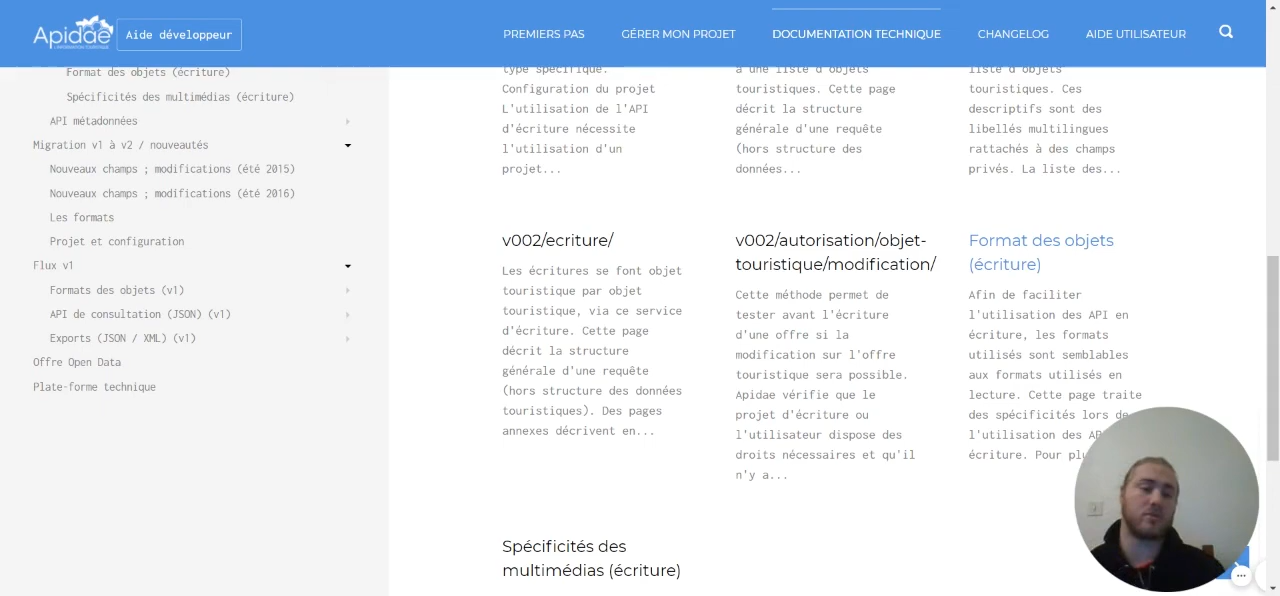 Apidae
Aide développeur
PREMIERS PAS
GÉRER MON PROJET
DOCUMENTATION TECHNIQUE
CHANGELOG
AIDE UTILISATEUR
Format des objets (écriture)
Spécificités des multimédias (écriture)
API métadonnées
Migration v1 à v2 / nouveautés
Nouveaux champs ; modifications (été 2015)
Nouveaux champs ; modifications (été 2016)
Les formats
Projet et configuration
Flux v1
Formats des objets (v1)
API de consultation (JSON) (v1)
Exports (JSON / XML) (v1)
Offre Open Data
Plate-forme technique
type spécifique.
Configuration du projet
L'utilisation de l'API
d'écriture nécessite
l'utilisation d'un
projet...
à une liste d'objets
touristiques. Cette page
décrit la structure
générale d'une requête
(hors structure des
données...
liste d'objets
touristiques. Ces
descriptifs sont des
libellés multilingues
rattachés à des champs
privés. La liste des...
v002/ecriture/
Les écritures se font objet
touristique par objet
touristique, via ce service
d'écriture. Cette page
décrit la structure
générale d'une requête
(hors structure des données
touristiques). Des pages
annexes décrivent en...
v002/autorisation/objet-
touristique/modification/
Cette méthode permet de
tester avant l'écriture
d'une offre si la
modification sur l'offre
touristique sera possible.
Apidae vérifie que le
projet d'écriture ou
l'utilisateur dispose des
droits nécessaires et qu'il
n'y a...
Format des objets
(écriture)
Afin de faciliter
l'utilisation des API en
écriture, les formats
utilisés sont semblables
aux formats utilisés en
lecture. Cette page traite
des spécificités lors de
l'utilisation des AP
écriture. Pour plu
Spécificités des
multimédias (écriture)